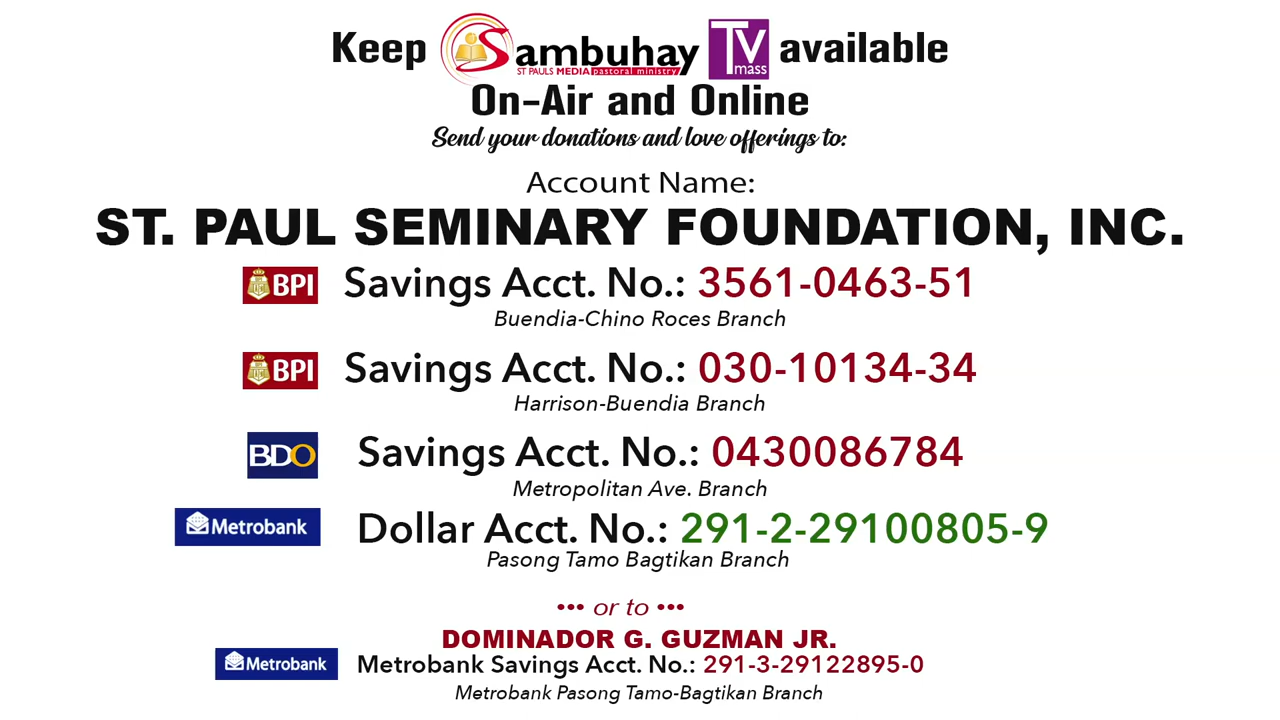 Keep Sambuhay TV mass available
ST PAULS MEDIA pastoral ministry
On-Air and Online
Send your donations and love offerings to:
Account Name:
ST. PAUL SEMINARY FOUNDATION, INC.
BPI Savings Acct. No.: 3561-0463-51
Buendia-Chino Roces Branch
BPI Savings Acct. No.: 030-10134-34
Harrison-Buendia Branch
BDO Savings Acct. No.: 0430086784
Metropolitan Ave. Branch
Metrobank Dollar Acct. No.: 291-2-29100805-9
Pasong Tamo Bagtikan Branch
••• or to •••
DOMINADOR G. GUZMAN JR.
Metrobank Metrobank Savings Acct. No.: 291-3-29122895-0
Metrobank Pasong Tamo-Bagtikan Branch